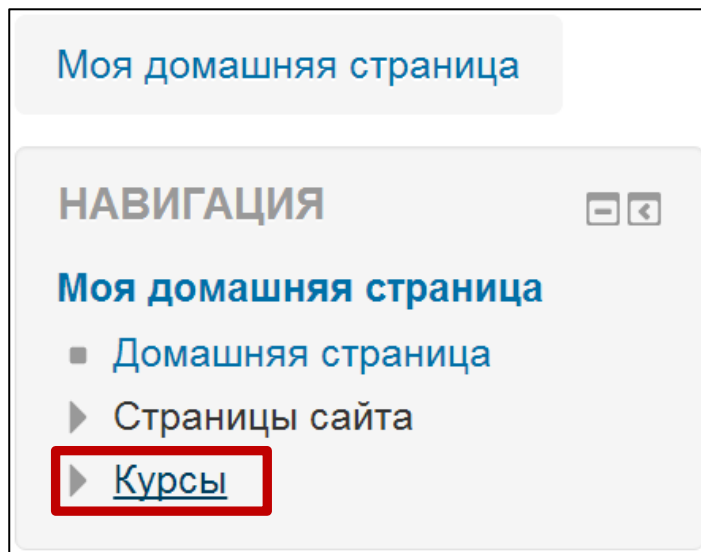 Моя домашняя страница
НАВИГАЦИЯ
Моя домашняя страница
Домашняя страница
Страницы сайта
Курсы